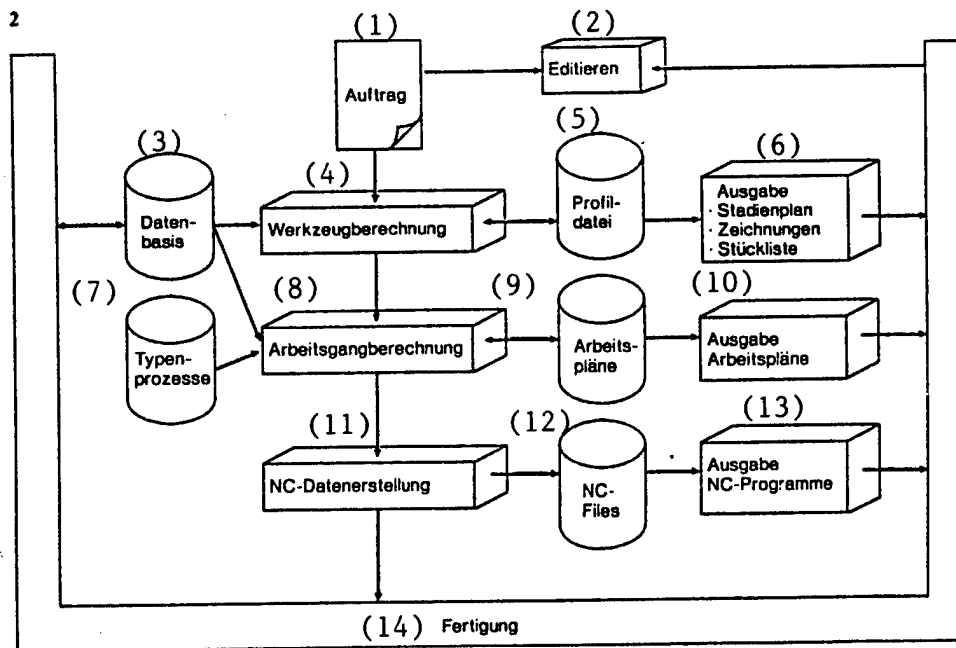 2
(1)
(2)
Editieren
Auftrag
(3)
(4)
(5)
(6)
Daten-
basis
Werkzeugberechnung
Profil-
datei
Ausgabe
· Stadienplan
· Zeichnungen
· Stückliste
(7)
(8)
(9)
(10)
Typen-
prozesse
Arbeitsgangberechnung
Arbeits-
pläne
Ausgabe
Arbeitspläne
(11)
(12)
(13)
NC-Datenerstellung
NC-
Files
Ausgabe
NC-Programme
(14) Fertigung